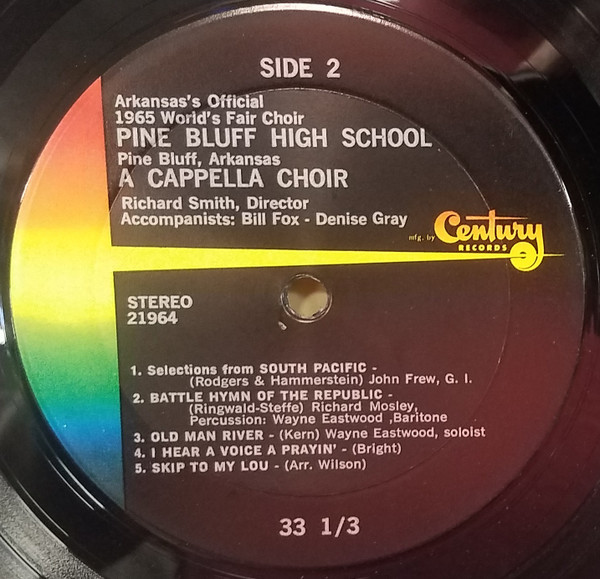 SIDE 2
Arkansas's Official
1965 World's Fair Choir
PINE BLUFF HIGH SCHOOL
Pine Bluff, Arkansas
A CAPPELLA CHOIR
Richard Smith, Director
Accompanists: Bill Fox - Denise Gray
mfg. by Century
RECORDS
STEREO
21964
1. Selections from SOUTH PACIFIC -
(Rodgers & Hammerstein) John Frew, G. I.
2. BATTLE HYMN OF THE REPUBLIC -
(Ringwald-Steffe) Richard Mosley,
Percussion: Wayne Eastwood ,Baritone
3. OLD MAN RIVER - (Kern) Wayne Eastwood, soloist
4. I HEAR A VOICE A PRAYIN' - (Bright)
5. SKIP TO MY LOU - (Arr. Wilson)
33 1/3